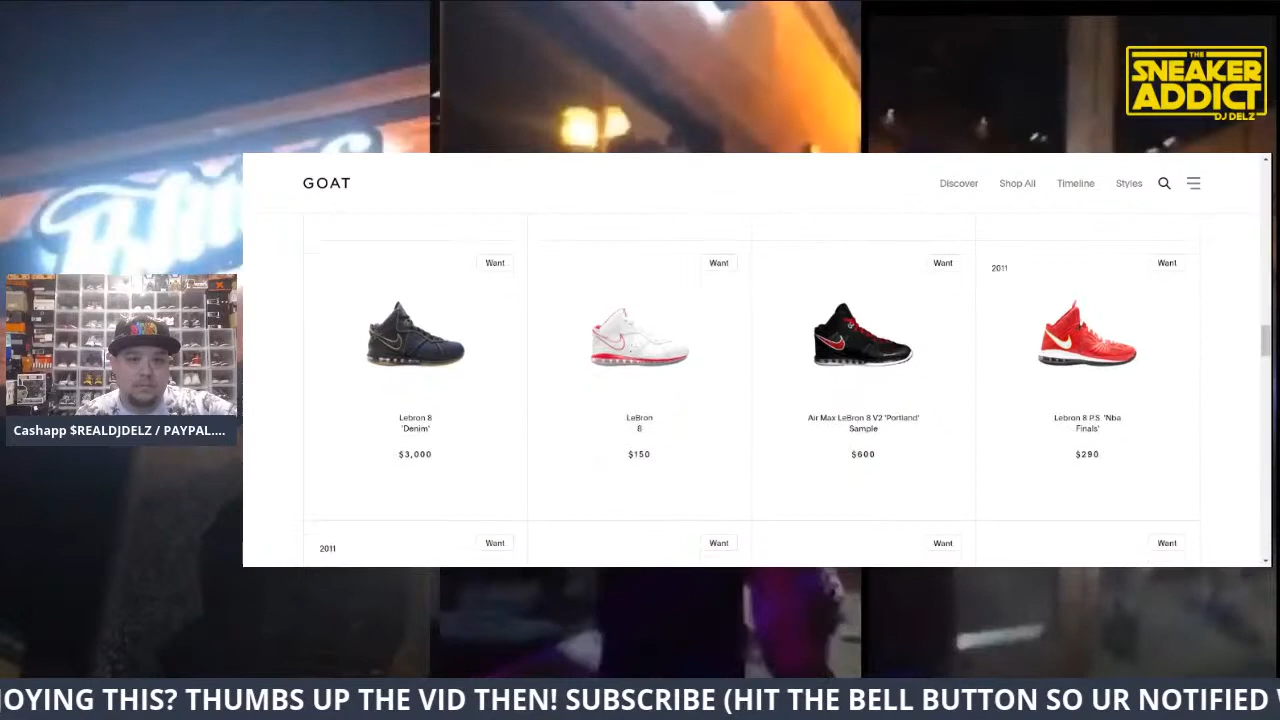 THE
SNEAKER
ADDICT
DJ DELZ
GOAT
Discover
Shop All
Timeline
Styles
Want
Want
Want
2011
Want
Lebron 8
'Denim'
$3,000
LeBron
8
$150
Air Max LeBron 8 V2 'Portland'
Sample
$600
Lebron 8 P.S. 'Nba
Finals'
$290
2011
Want
Want
Want
Want
Cashapp $REALDJDELZ / PAYPAL....
JOYING THIS? THUMBS UP THE VID THEN! SUBSCRIBE (HIT THE BELL BUTTON SO UR NOTIFIED